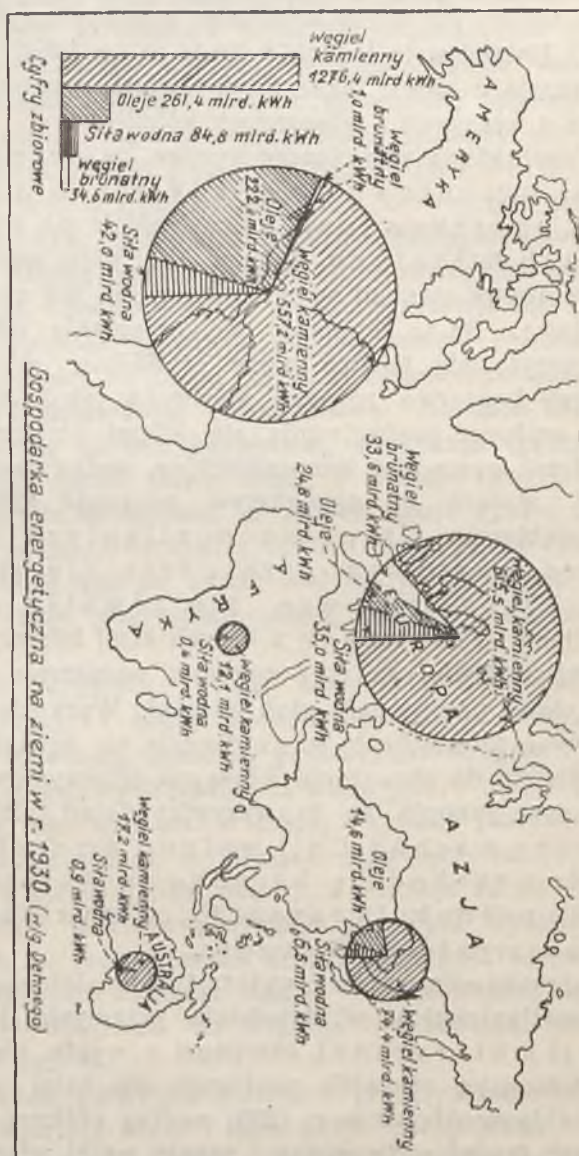 AMERYKA
węgiel
brunatny
1,0 mlrd. kWh
węgiel kamienny
557,2 mlrd kWh
Oleje
222 mlrd kWh
Siła wodna
42,0 mlrd. kWh
węgiel
kamienny
1276,4 mlrd. kWh
Oleje 261,4 mlrd. kWh
Siła wodna 84,8 mlrd. kWh
węgiel
brunatny
34,6 mlrd. kWh
Cyfry zbiorowe
EUROPA
węgiel kamienny
mlrd kWh
Węgiel
brunatny
33,6 mlrd kWh
Oleje
24,8 mlrd kWh
Siła wodna
35,0 mlrd kWh
AFRYKA
węgiel kamienny
12,1 mlrd kWh
Siła wodna
0,4 mlrd kWh
AZJA
Oleje
14,6 mlrd kWh
węgiel kamienny
mlrd. kWh
Siła wodna
6,5 mlrd. kWh
AUSTRALIA
węgiel kamienny
17,2 mlrd kWh
Siła wodna
0,9 mlrd kWh
Gospodarka energetyczna na ziemi w r. 1930 (w/g Dehnego)